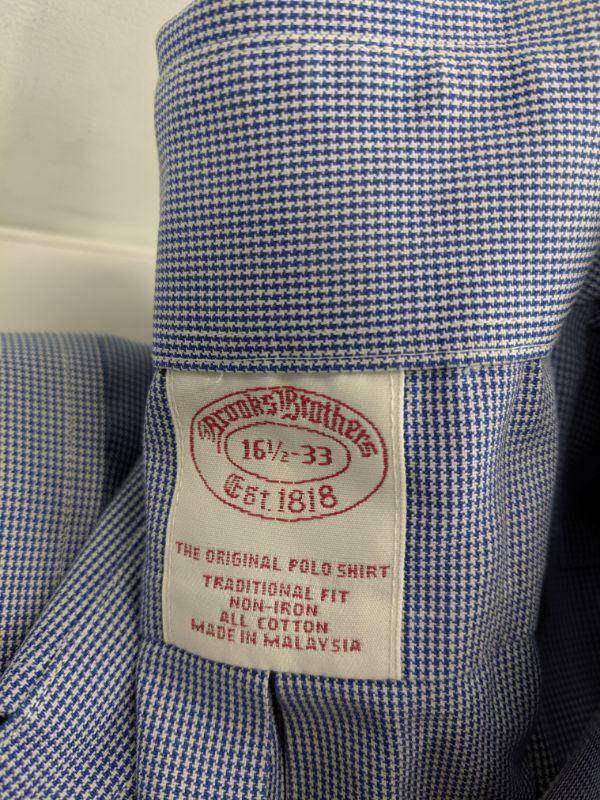 Brooks Brothers
16½-33
Est. 1818
THE ORIGINAL POLO SHIRT
TRADITIONAL FIT
NON-IRON
ALL COTTON
MADE IN MALAYSIA